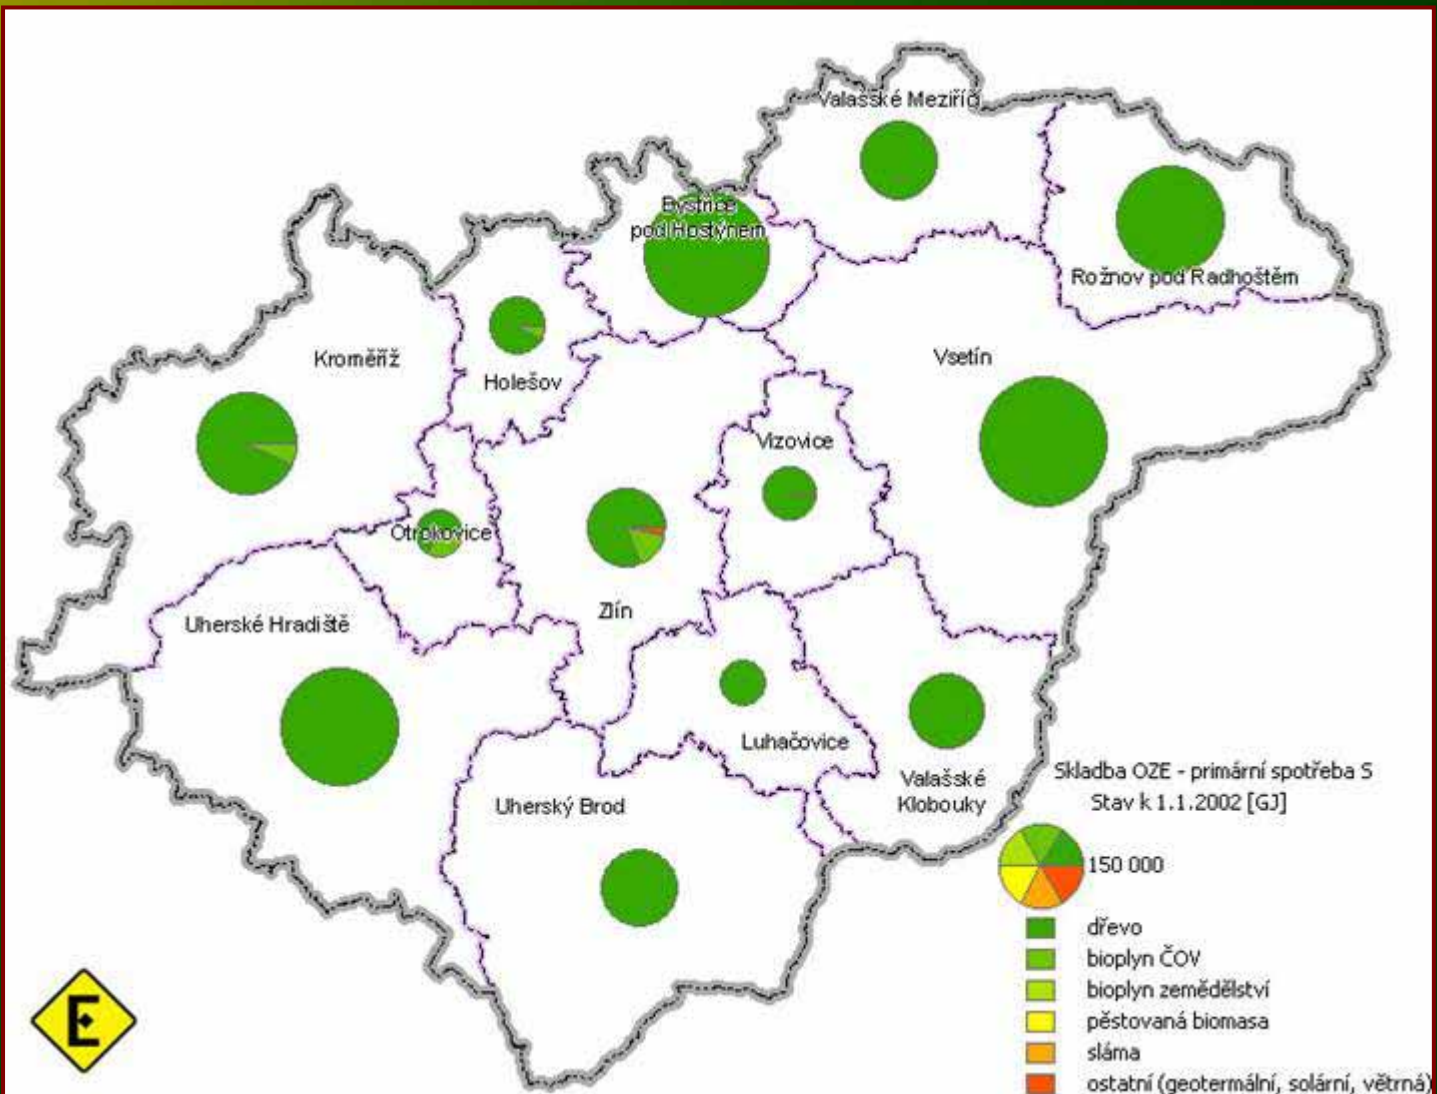 Valašské Meziříčí
Bystřice
pod Hostýnem
Rožnov pod Radhoštěm
Kroměříž
Holešov
Vsetín
Vizovice
Otrokovice
Zlín
Uherské Hradiště
Luhačovice
Valašské
Klobouky
Uherský Brod
Skladba OZE - primární spotřeba S
Stav k 1.1.2002 [GJ]
150 000
dřevo
bioplyn ČOV
bioplyn zemědělství
pěstovaná biomasa
sláma
ostatní (geotermální, solární, větrná)
E